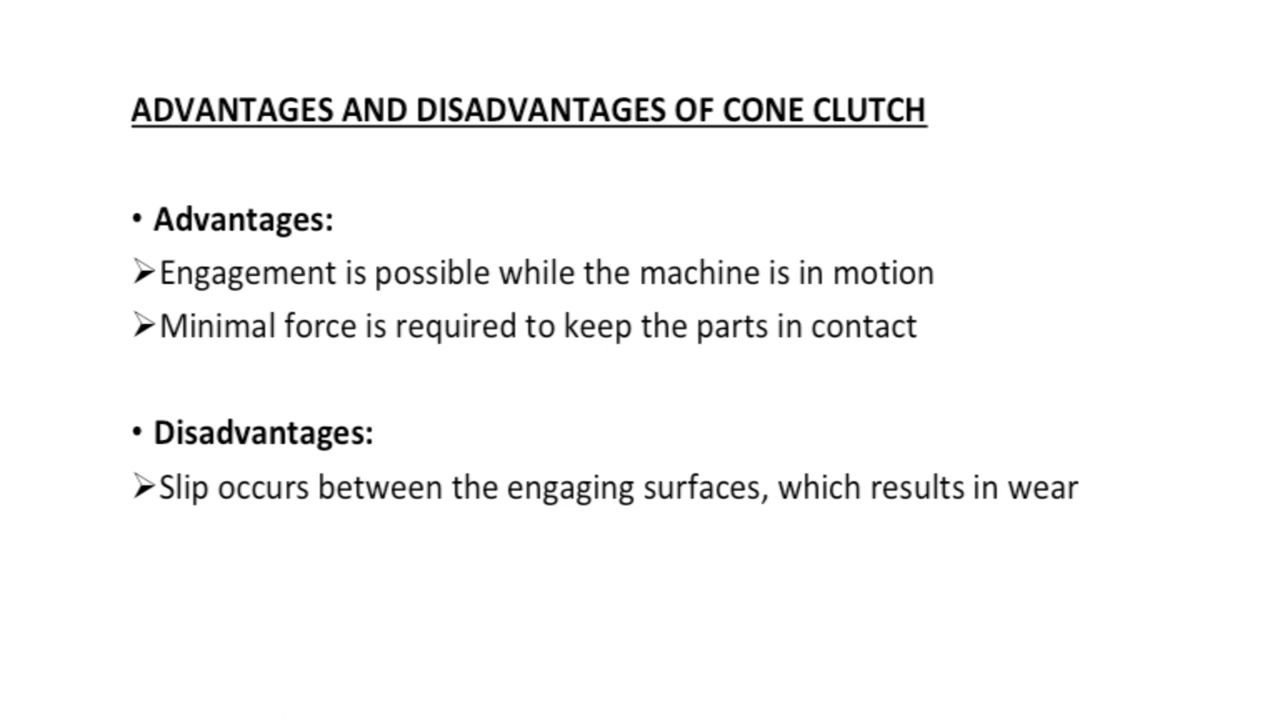 ADVANTAGES AND DISADVANTAGES OF CONE CLUTCH
• Advantages:
➢Engagement is possible while the machine is in motion
➢Minimal force is required to keep the parts in contact
• Disadvantages:
➢Slip occurs between the engaging surfaces, which results in wear